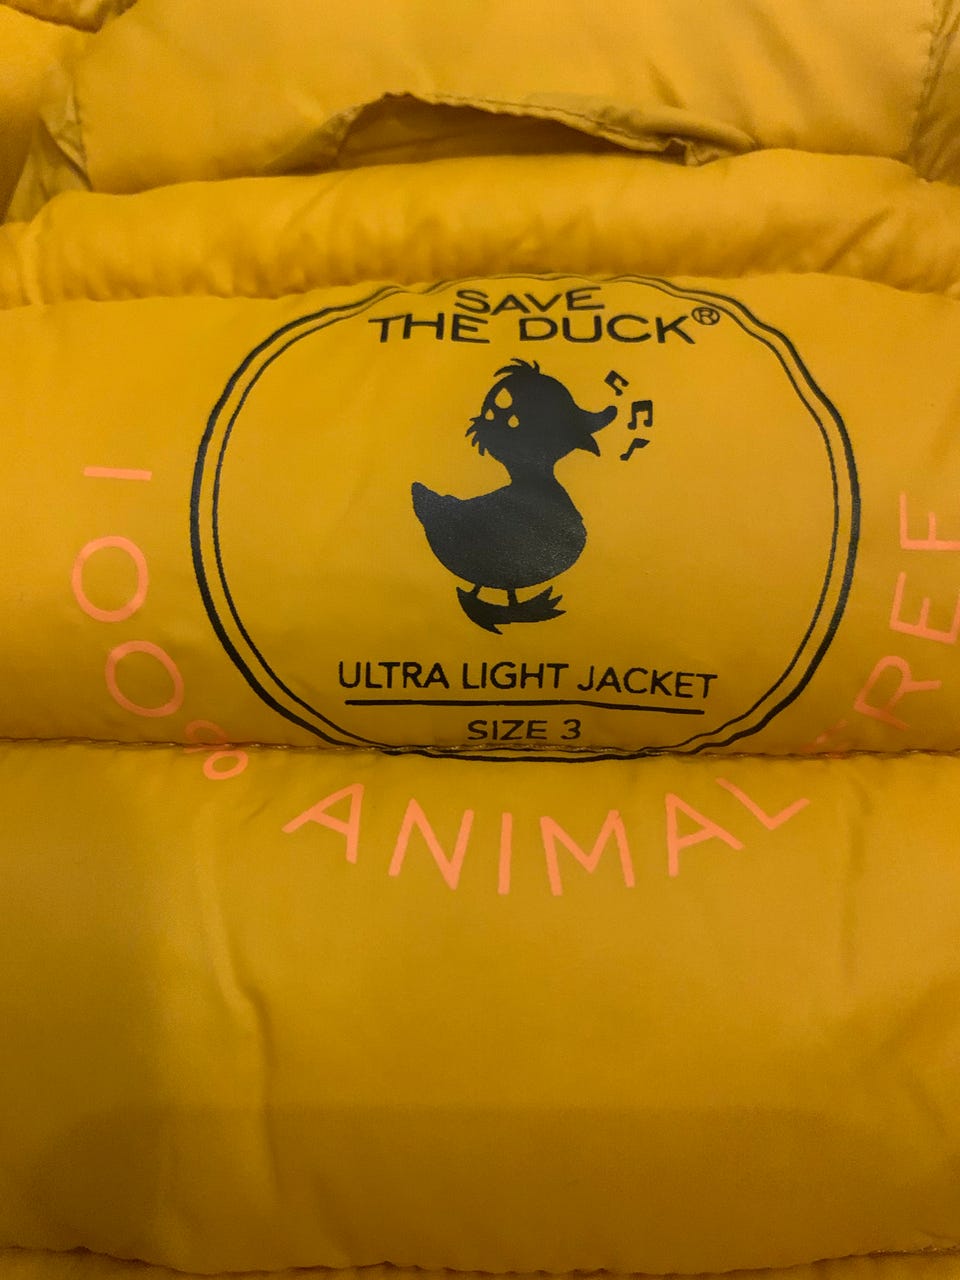 SAVE
THE DUCK®
ULTRA LIGHT JACKET
SIZE 3
100% ANIMAL FREE